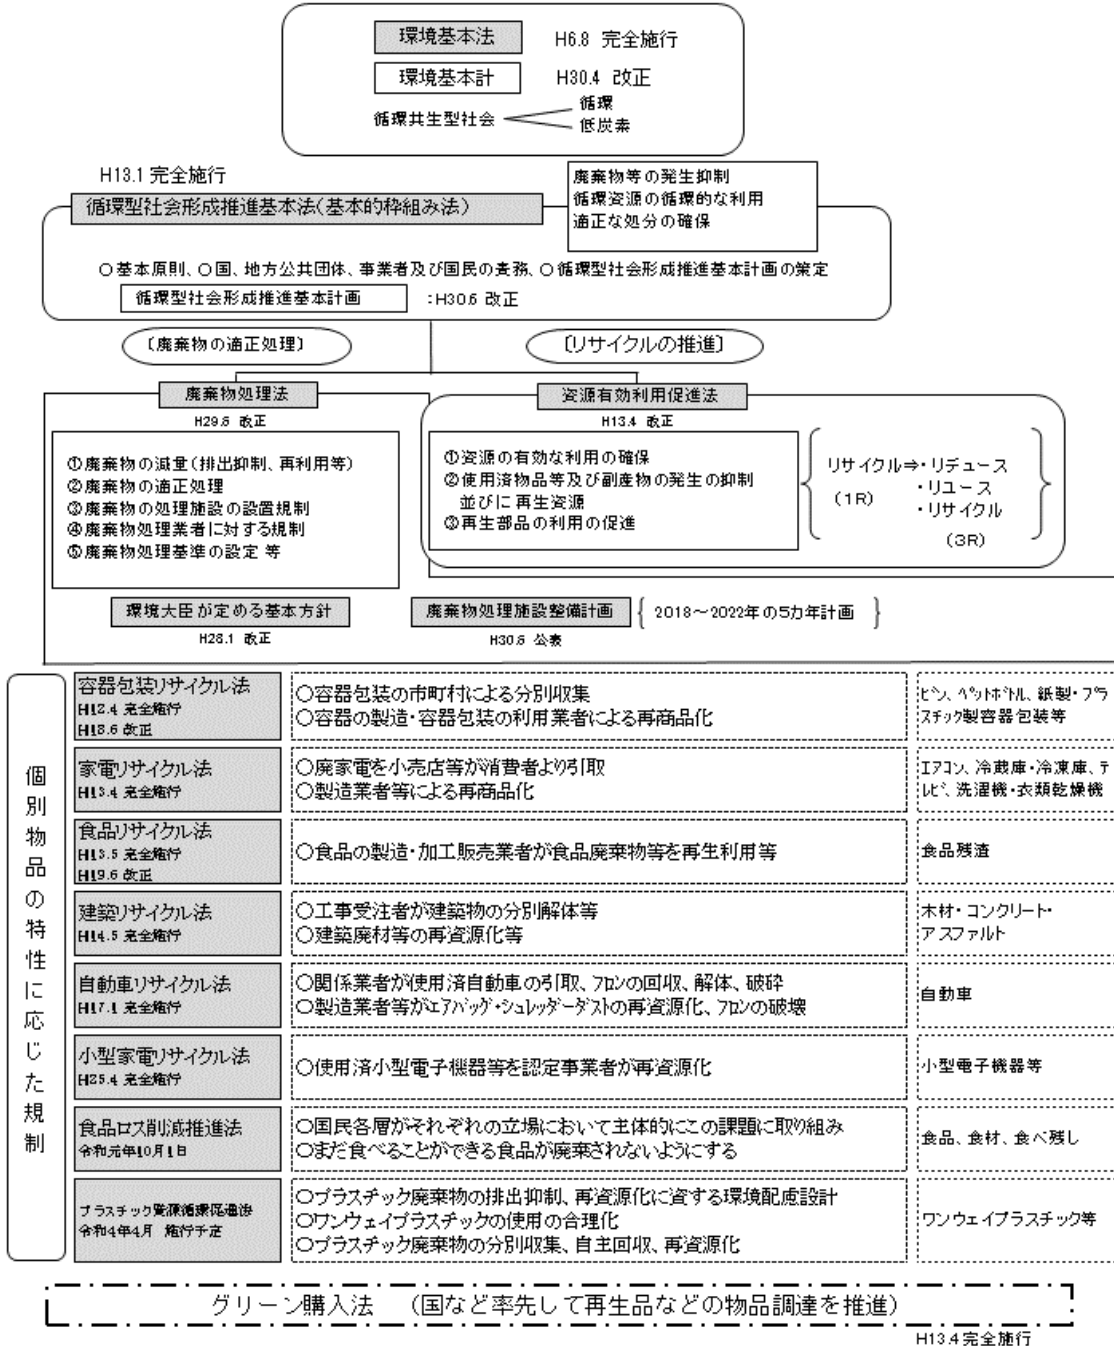 環境基本法 H6.8 完全施行
環境基本計 H30.4 改正
循環共生型社会
循環
低炭素
H13.1 完全施行
循環型社会形成推進基本法(基本的枠組み法)
廃棄物等の発生抑制
循環資源の循環的な利用
適正な処分の確保
○基本原則、○国、地方公共団体、事業者及び国民の責務、○循環型社会形成推進基本計画の策定
循環型社会形成推進基本計画 :H30.6 改正
〔廃棄物の適正処理〕
〔リサイクルの推進〕
廃棄物処理法
H29.6 改正
①廃棄物の減量(排出抑制、再利用等)
②廃棄物の適正処理
③廃棄物の処理施設の設置規制
④廃棄物処理業者に対する規制
⑤廃棄物処理基準の設定 等
資源有効利用促進法
H13.4 改正
①資源の有効な利用の確保
②使用済物品等及び副産物の発生の抑制
並びに再生資源
③再生部品の利用の促進
リサイクル⇒・リデュース
(1R) ・リユース
・リサイクル
(3R)
環境大臣が定める基本方針
H28.1 改正
廃棄物処理施設整備計画
H30.6 公表
2018～2022年の5カ年計画
個別物品の特性に応じた規制
容器包装リサイクル法
H12.4 完全施行
H18.6 改正
○容器包装の市町村による分別収集
○容器の製造・容器包装の利用業者による再商品化
ビン、ペットボトル、紙製・プラ
スチック製容器包装等
家電リサイクル法
H13.4 完全施行
○廃家電を小売店等が消費者より引取
○製造業者等による再商品化
エアコン、冷蔵庫・冷凍庫、テ
レビ、洗濯機・衣類乾燥機
食品リサイクル法
H13.5 完全施行
H19.6 改正
○食品の製造・加工販売業者が食品廃棄物等を再生利用等
食品残渣
建築リサイクル法
H14.5 完全施行
○工事受注者が建築物の分別解体等
○建築廃材等の再資源化等
木材・コンクリート・
アスファルト
自動車リサイクル法
H17.1 完全施行
○関係業者が使用済自動車の引取、フロンの回収、解体、破砕
○製造業者等がエアバッグ・シュレッダーダストの再資源化、フロンの破壊
自動車
小型家電リサイクル法
H25.4 完全施行
○使用済小型電子機器等を認定事業者が再資源化
小型電子機器等
食品ロス削減推進法
令和元年10月1日
○国民各層がそれぞれの立場において主体的にこの課題に取り組み
○まだ食べることができる食品が廃棄されないようにする
食品、食材、食べ残し
プラスチック資源循環促進法
令和4年4月 施行予定
○プラスチック廃棄物の排出抑制、再資源化に資する環境配慮設計
○ワンウェイプラスチックの使用の合理化
○プラスチック廃棄物の分別収集、自主回収、再資源化
ワンウェイプラスチック等
グリーン購入法 (国など率先して再生品などの物品調達を推進)
H13.4 完全施行